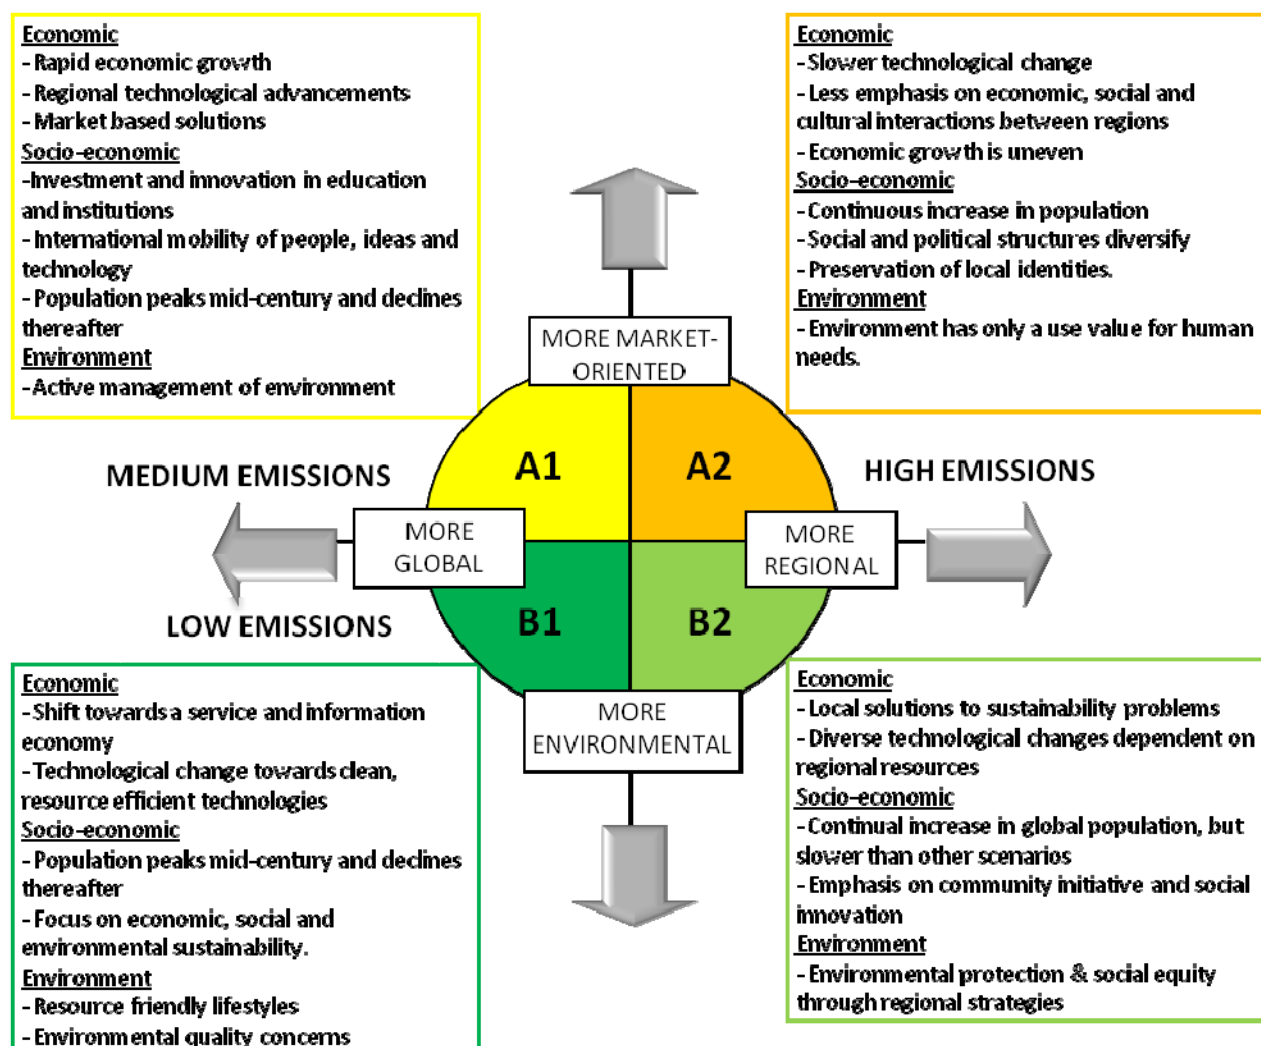 Economic
- Rapid economic growth
- Regional technological advancements
- Market based solutions
Socio-economic
-Investment and innovation in education
and institutions
- International mobility of people, ideas and
technology
- Population peaks mid-century and declines
thereafter
Environment
- Active management of environment
Economic
- Slower technological change
- Less emphasis on economic, social and
cultural interactions between regions
- Economic growth is uneven
Socio-economic
- Continuous increase in population
- Social and political structures diversify
- Preservation of local identities.
Environment
- Environment has only a use value for human
needs.
MORE MARKET-
ORIENTED
A1
A2
MEDIUM EMISSIONS
HIGH EMISSIONS
MORE
GLOBAL
MORE
REGIONAL
LOW EMISSIONS
B1
B2
MORE
ENVIRONMENTAL
Economic
- Shift towards a service and information
economy
- Technological change towards clean,
resource efficient technologies
Socio-economic
- Population peaks mid-century and declines
thereafter
- Focus on economic, social and
environmental sustainability.
Environment
- Resource friendly lifestyles
- Environmental quality concerns
Economic
- Local solutions to sustainability problems
- Diverse technological changes dependent on
regional resources
Socio-economic
- Continual increase in global population, but
slower than other scenarios
- Emphasis on community initiative and social
innovation
Environment
- Environmental protection & social equity
through regional strategies